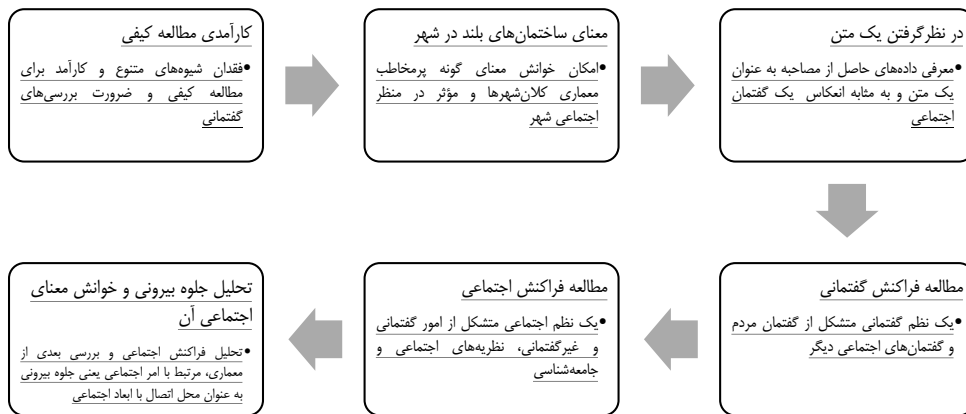 کارآمدی مطالعه کیفی
•فقدان شیوه‌های متنوع و کارآمد برای
مطالعه کیفی و ضرورت بررسی‌های
گفتمانی
معنای ساختمان‌های بلند در شهر
•امکان خوانش معنای گونه پرمخاطب
معماری کلان‌شهرها و مؤثر در منظر
اجتماعی شهر
در نظرگرفتن یک متن
•معرفی داده‌های حاصل از مصاحبه به عنوان
یک متن و به مثابه انعکاس یک گفتمان
اجتماعی
مطالعه فراکنش گفتمانی
•یک نظم گفتمانی متشکل از گفتمان مردم
و گفتمان‌های اجتماعی دیگر
مطالعه فراکنش اجتماعی
•یک نظم اجتماعی متشکل از امور گفتمانی
و غیرگفتمانی، نظریه‌های اجتماعی و
جامعه‌شناسی
تحلیل جلوه بیرونی و خوانش معنای
اجتماعی آن
•تحلیل فراکنش اجتماعی و بررسی بعدی از
معماری، مرتبط با امر اجتماعی یعنی جلوه بیرونی
به عنوان محل اتصال با ابعاد اجتماعی